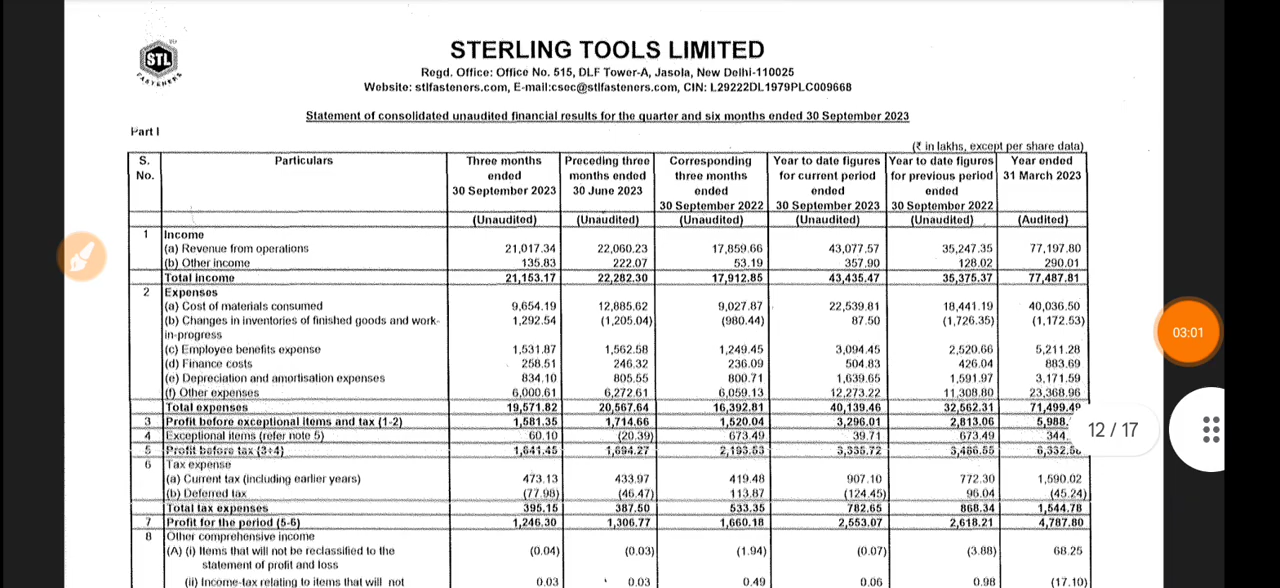 STL
FASTENERS
STERLING TOOLS LIMITED
Regd. Office: Office No. 515, DLF Tower-A, Jasola, New Delhi-110025
Website: stlfasteners.com, E-mail:csec@stlfasteners.com, CIN: L29222DL1979PLC009668
Statement of consolidated unaudited financial results for the quarter and six months ended 30 September 2023
Part I
(₹ in lakhs, except per share data)
S. No. Particulars Three months ended 30 September 2023 Preceding three months ended 30 June 2023 Corresponding three months ended 30 September 2022 Year to date figures for current period ended 30 September 2023 Year to date figures for previous period ended 30 September 2022 Year ended 31 March 2023
(Unaudited) (Unaudited) (Unaudited) (Unaudited) (Unaudited) (Audited)
1 Income
(a) Revenue from operations 21,017.34 22,060.23 17,859.66 43,077.57 35,247.35 77,197.80
(b) Other income 135.83 222.07 53.19 357.90 128.02 290.01
Total income 21,153.17 22,282.30 17,912.85 43,435.47 35,375.37 77,487.81
2 Expenses
(a) Cost of materials consumed 9,654.19 12,885.62 9,027.87 22,539.81 18,441.19 40,036.50
(b) Changes in inventories of finished goods and work-in-progress 1,292.54 (1,205.04) (980.44) 87.50 (1,726.35) (1,172.53)
(c) Employee benefits expense 1,531.87 1,562.58 1,249.45 3,094.45 2,520.66 5,211.28
(d) Finance costs 258.51 246.32 236.09 504.83 426.04 883.69
(e) Depreciation and amortisation expenses 834.10 805.55 800.71 1,639.65 1,591.97 3,171.59
(f) Other expenses 6,000.61 6,272.61 6,059.13 12,273.22 11,308.80 23,368.96
Total expenses 19,571.82 20,567.64 16,392.81 40,139.46 32,562.31 71,499.49
3 Profit before exceptional items and tax (1-2) 1,581.35 1,714.66 1,520.04 3,296.01 2,813.06 5,988.
4 Exceptional items (refer note 5) 60.10 (20.39) 673.49 39.71 673.49 344.
5 Profit before tax (3+4) 1,641.45 1,694.27 2,193.53 3,335.72 3,486.55
6 Tax expense
(a) Current tax (including earlier years) 473.13 433.97 419.48 907.10 772.30 1,590.02
(b) Deferred tax (77.98) (46.47) 113.87 (124.45) 96.04 (45.24)
Total tax expenses 395.15 387.50 533.35 782.65 868.34 1,544.78
7 Profit for the period (5-6) 1,246.30 1,306.77 1,660.18 2,553.07 2,618.21 4,787.80
8 Other comprehensive income
(A) (i) Items that will not be reclassified to the statement of profit and loss (0.04) (0.03) (1.94) (0.07) (3.88) 68.25
(ii) Income-tax relating to items that will not 0.03 0.03 0.49 0.06 0.98 (17.10)
03:01
12 / 17